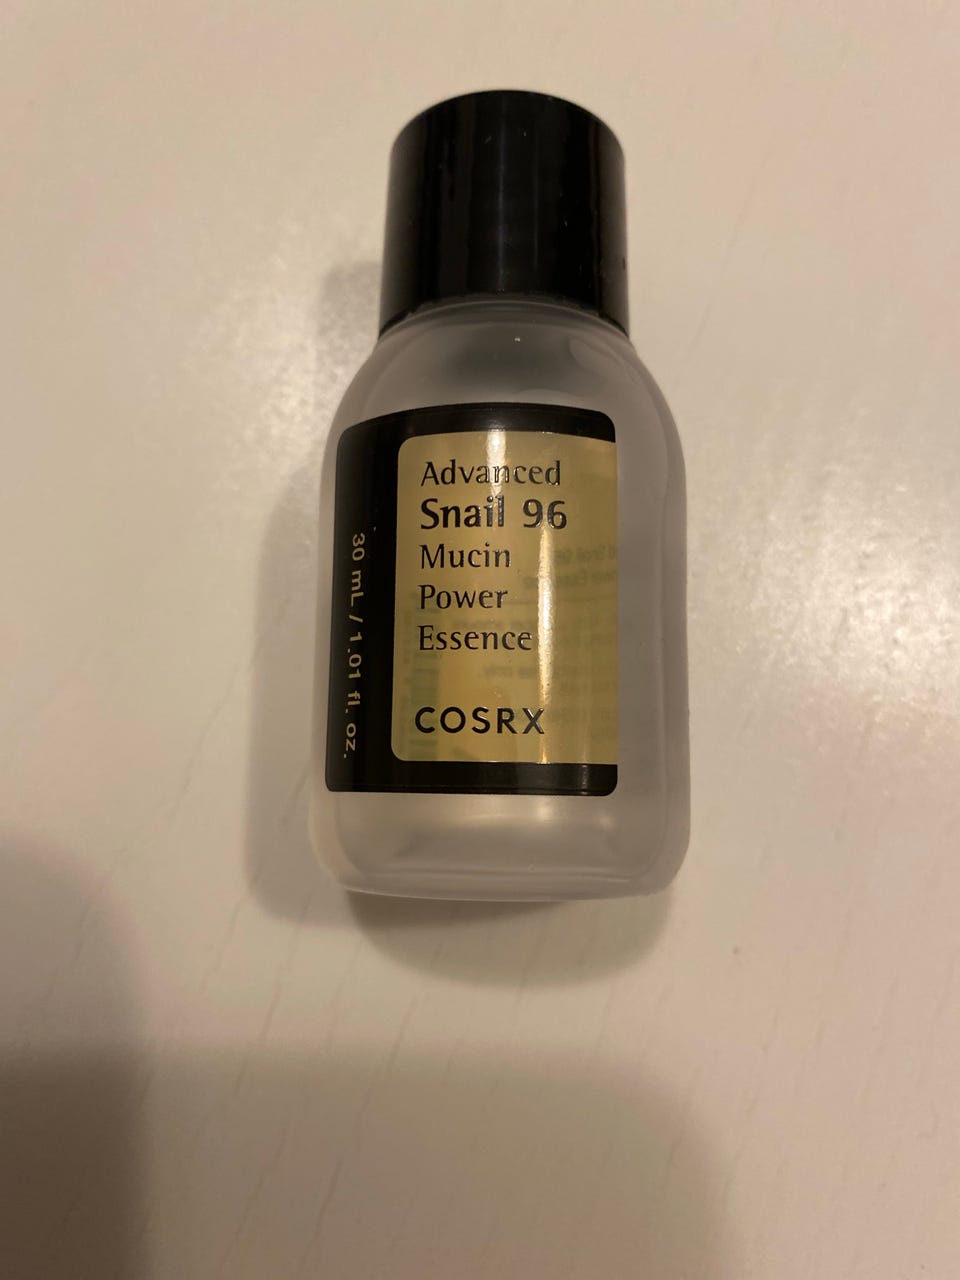 Advanced
Snail 96
Mucin
Power
Essence
COSRX
30 mL / 1.01 fl. oz.